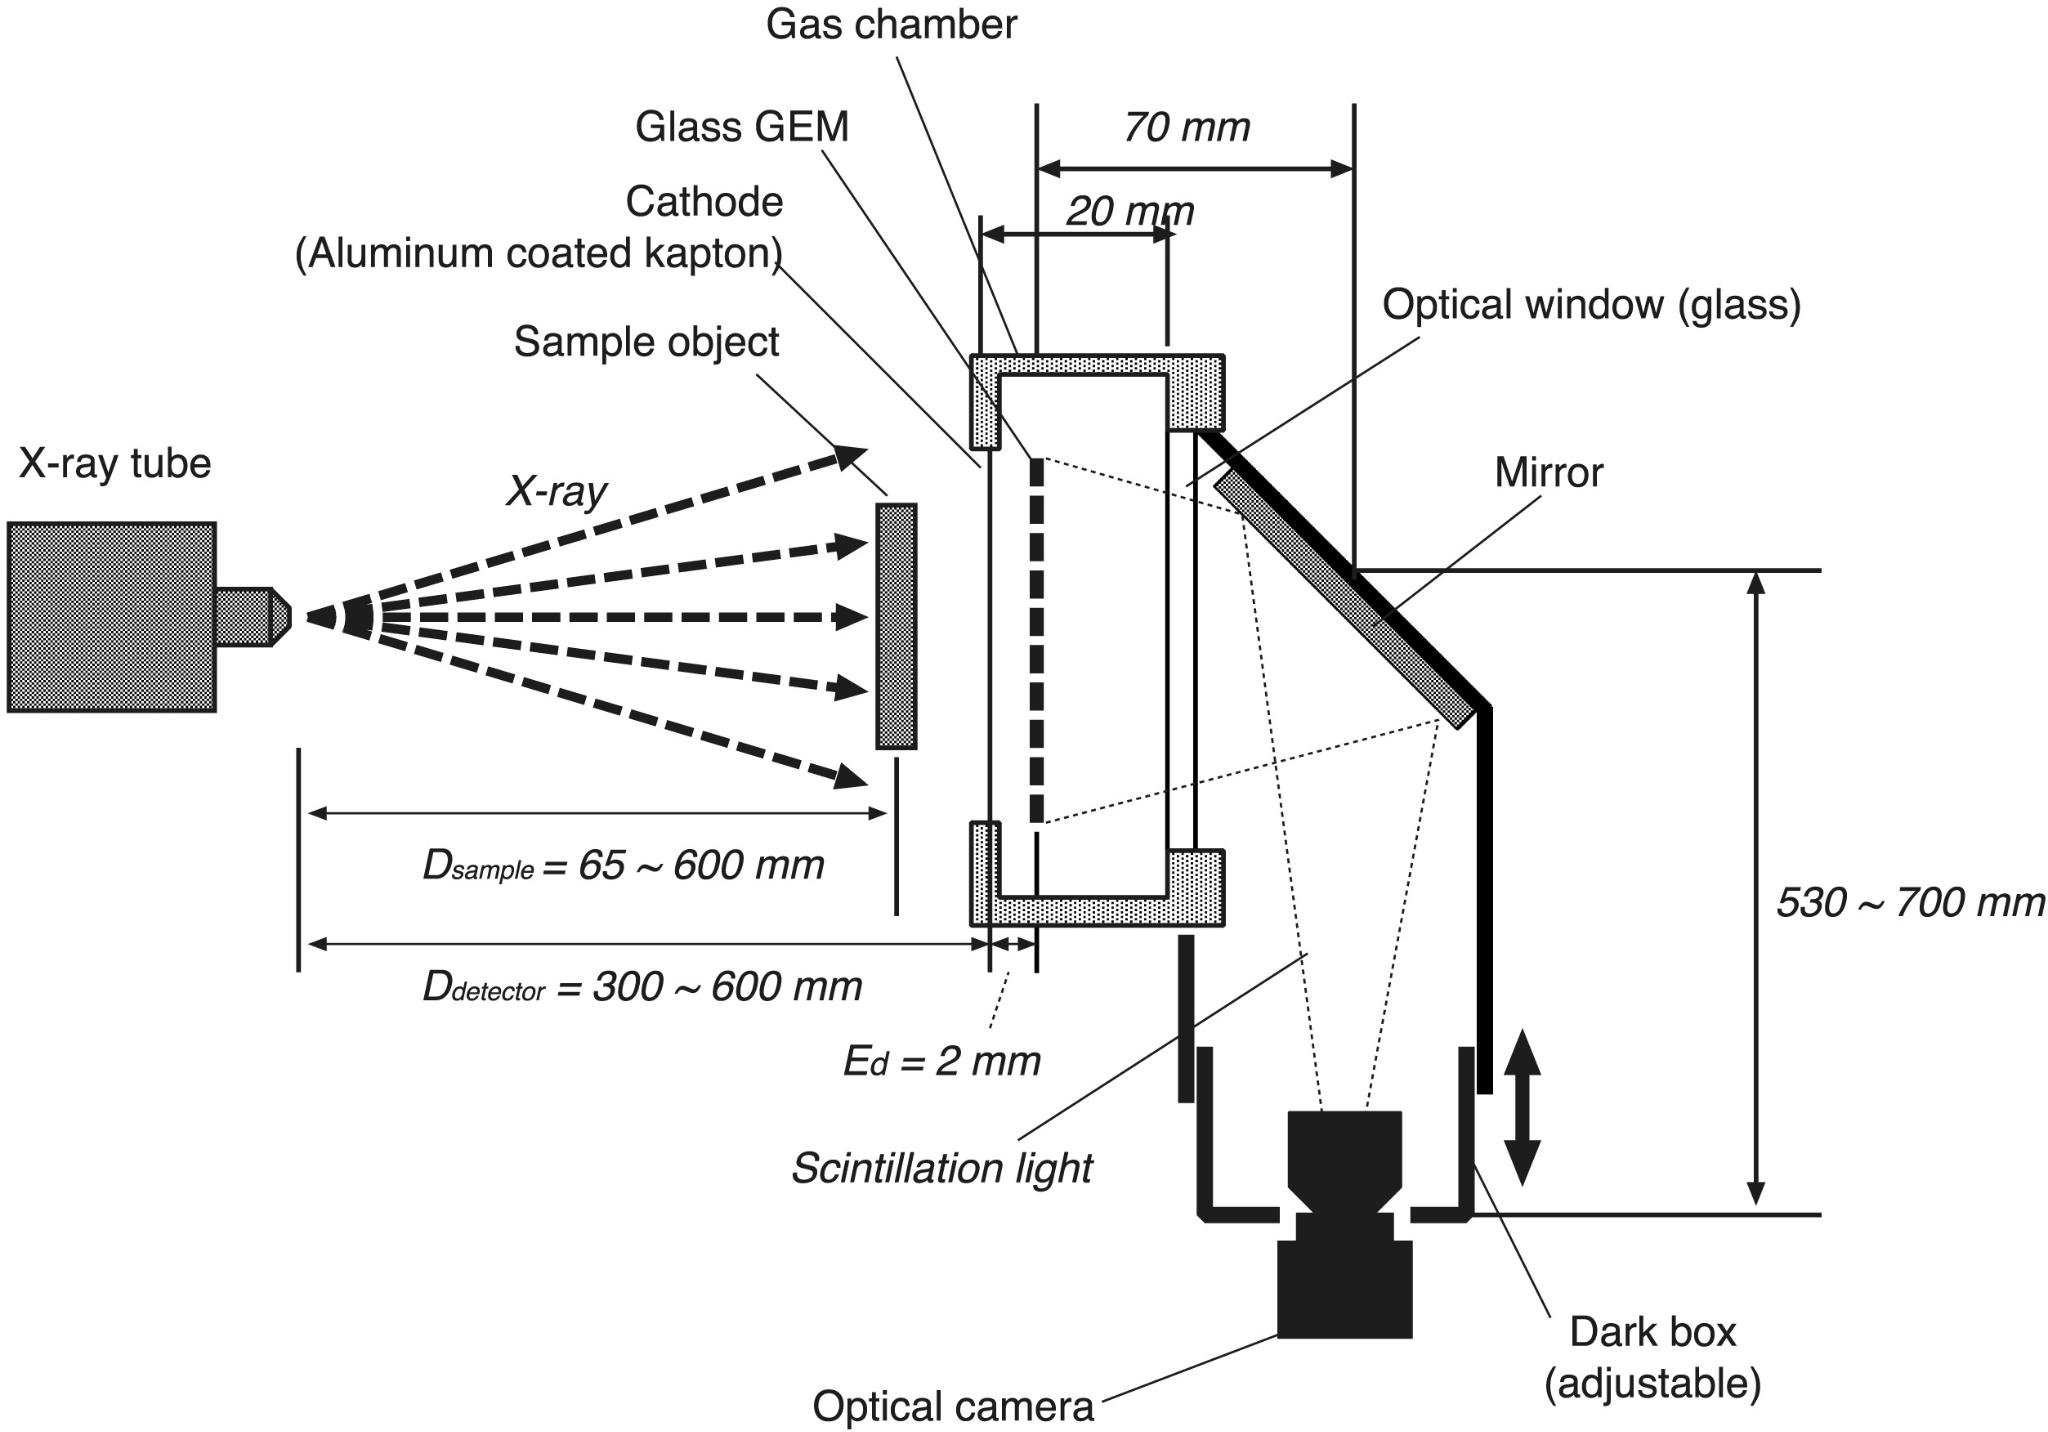 Gas chamber
Glass GEM
70 mm
Cathode
(Aluminum coated kapton)
20 mm
Sample object
Optical window (glass)
X-ray tube
X-ray
Mirror
Dsample = 65 ~ 600 mm
530 ~ 700 mm
Ddetector = 300 ~ 600 mm
Ed = 2 mm
Scintillation light
Dark box
(adjustable)
Optical camera